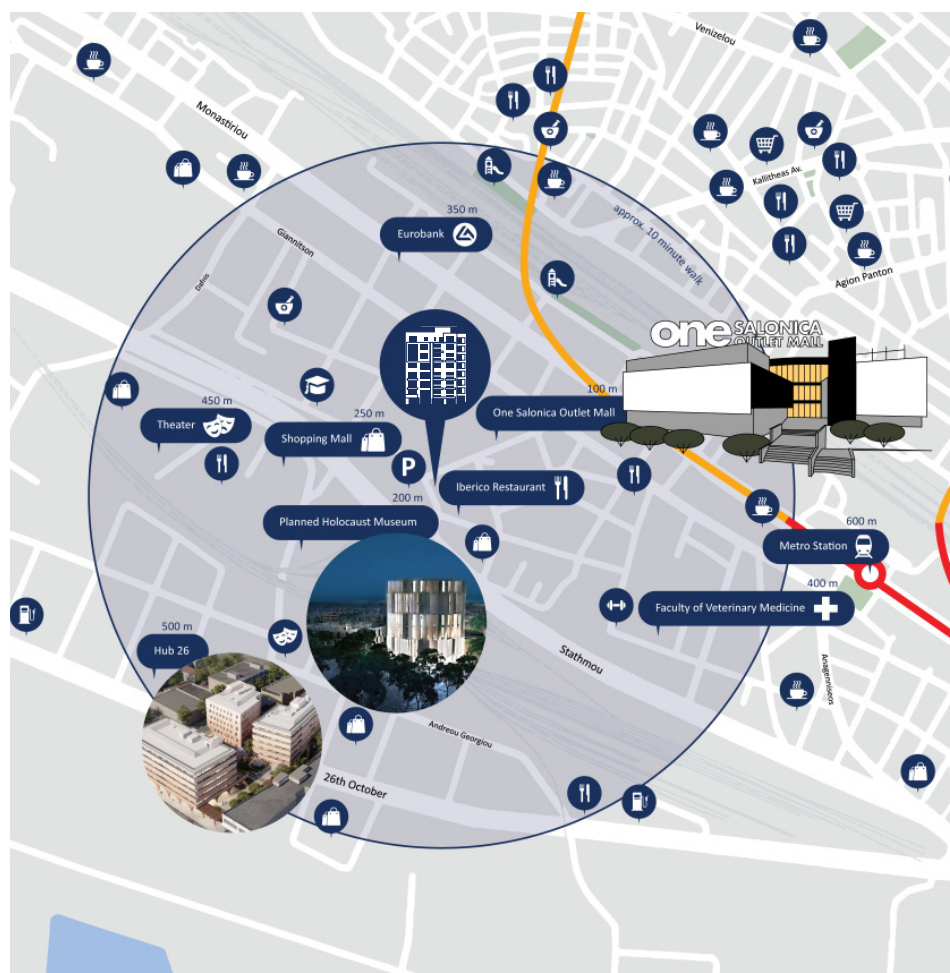 Venizelou
Monastiriou
Kallitheas Av.
350 m
Eurobank
approx. 10 minute walk
Giannitson
Dafnis
Agion Panton
one SALONICA
OUTLET MALL
100 m
One Salonica Outlet Mall
450 m
Theater
250 m
Shopping Mall
P
Iberico Restaurant
200 m
Planned Holocaust Museum
600 m
Metro Station
400 m
Faculty of Veterinary Medicine
500 m
Hub 26
Stathmou
Anagenniseos
Andreou Georgiou
26th October